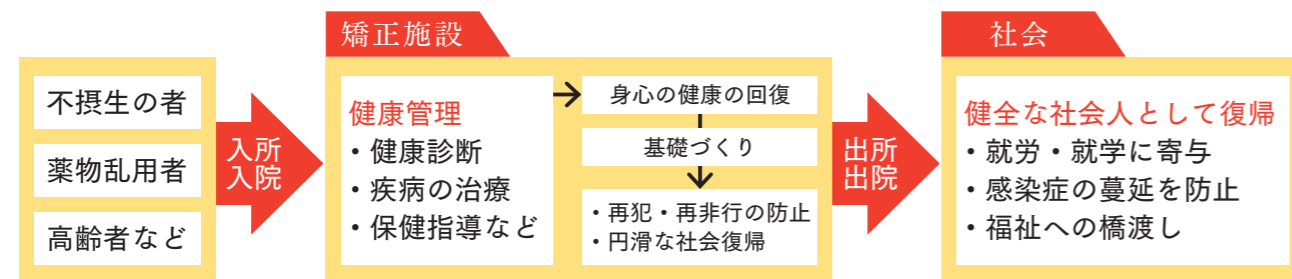 不摂生の者
薬物乱用者
高齢者など
入所
入院
矯正施設
健康管理
・健康診断
・疾病の治療
・保健指導など
身心の健康の回復
基礎づくり
・再犯・再非行の防止
・円滑な社会復帰
出所
出院
社会
健全な社会人として復帰
・就労・就学に寄与
・感染症の蔓延を防止
・福祉への橋渡し